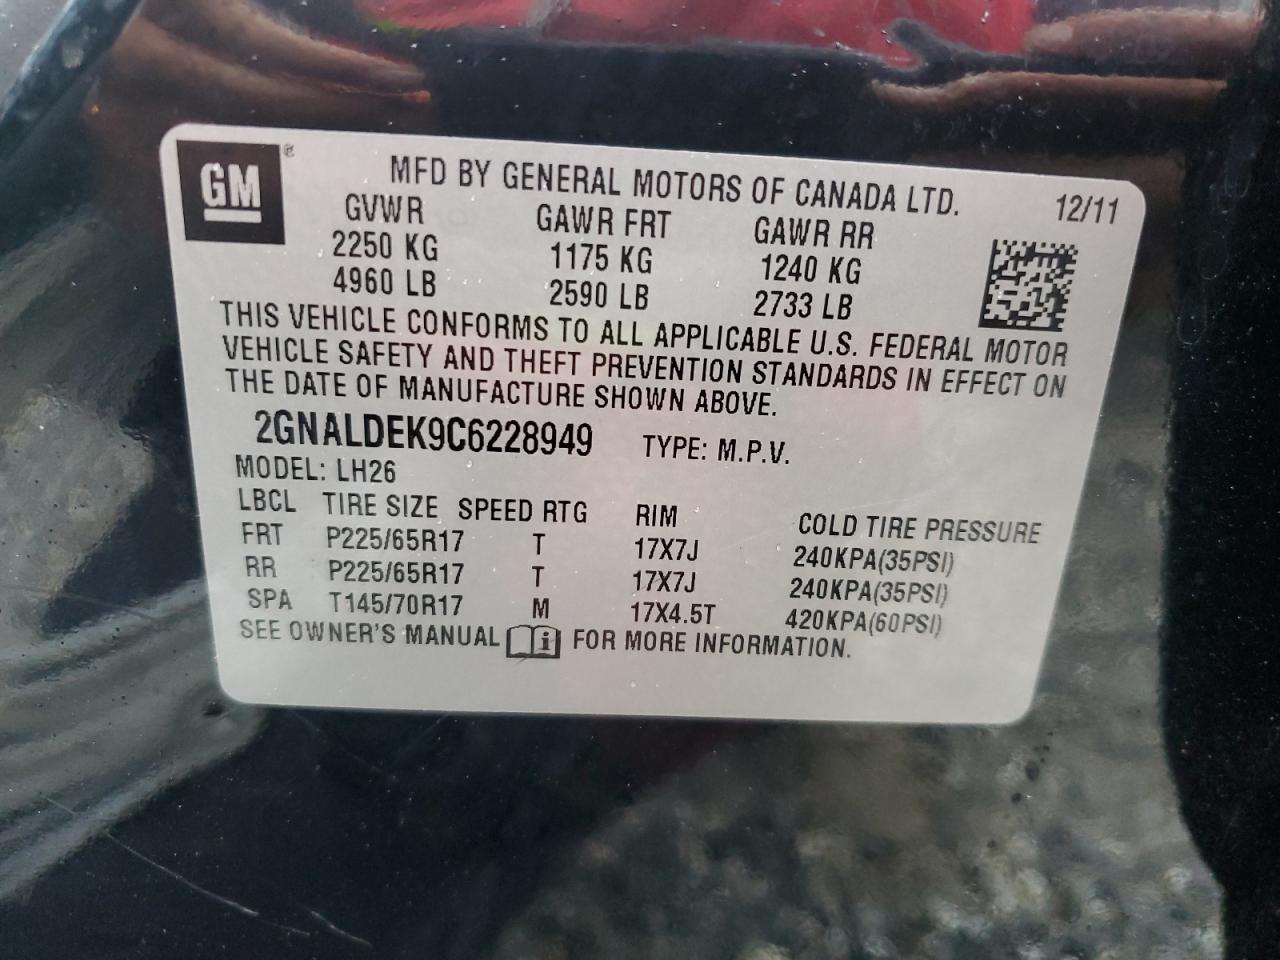 GM ®
MFD BY GENERAL MOTORS OF CANADA LTD. 12/11
GVWR GAWR FRT GAWR RR
2250 KG 1175 KG 1240 KG
4960 LB 2590 LB 2733 LB
THIS VEHICLE CONFORMS TO ALL APPLICABLE U.S. FEDERAL MOTOR
VEHICLE SAFETY AND THEFT PREVENTION STANDARDS IN EFFECT ON
THE DATE OF MANUFACTURE SHOWN ABOVE.
2GNALDEK9C6228949 TYPE: M.P.V.
MODEL: LH26
LBCL TIRE SIZE SPEED RTG RIM COLD TIRE PRESSURE
FRT P225/65R17 T 17X7J 240KPA(35PSI)
RR P225/65R17 T 17X7J 240KPA(35PSI)
SPA T145/70R17 M 17X4.5T 420KPA(60PSI)
SEE OWNER'S MANUAL i FOR MORE INFORMATION.